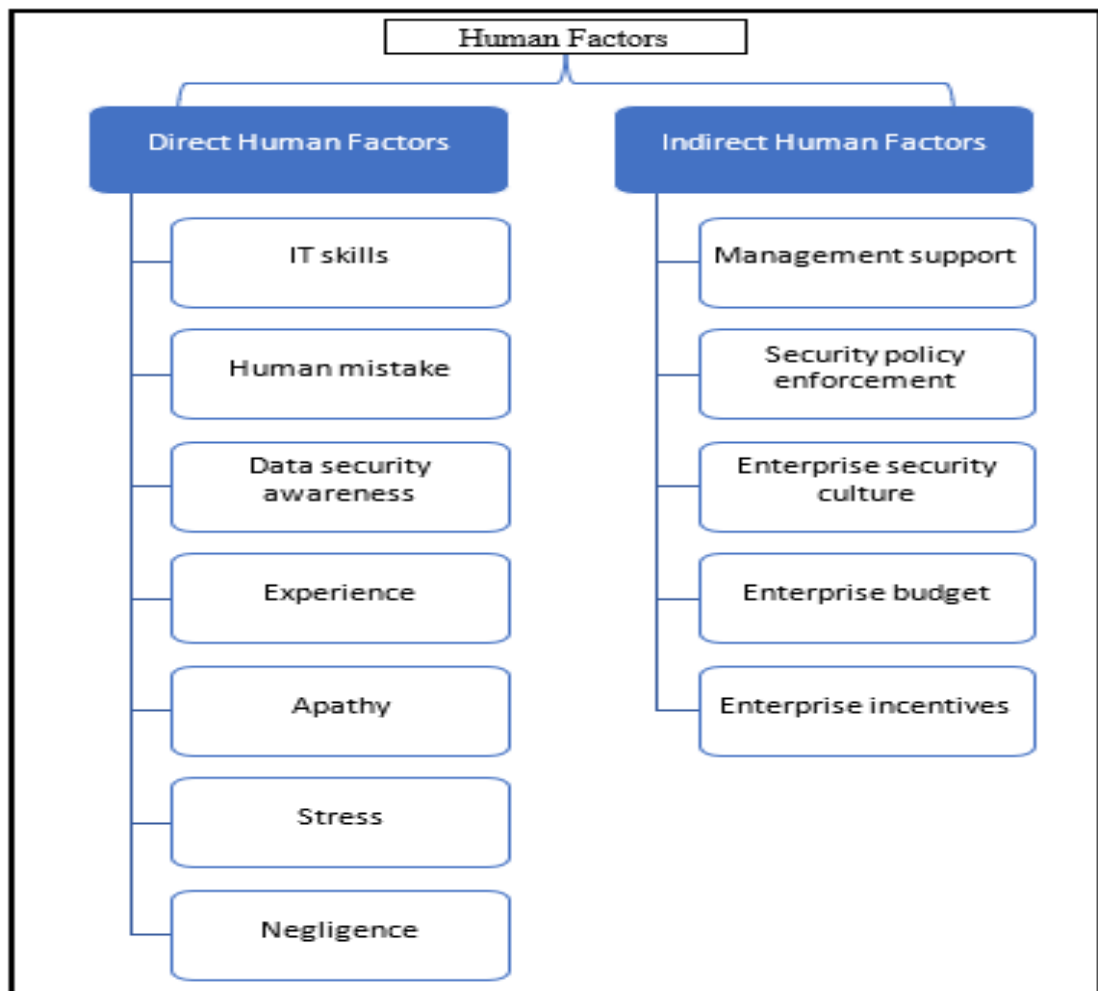 Human Factors
Direct Human Factors
IT skills
Human mistake
Data security
awareness
Experience
Apathy
Stress
Negligence
Indirect Human Factors
Management support
Security policy
enforcement
Enterprise security
culture
Enterprise budget
Enterprise incentives